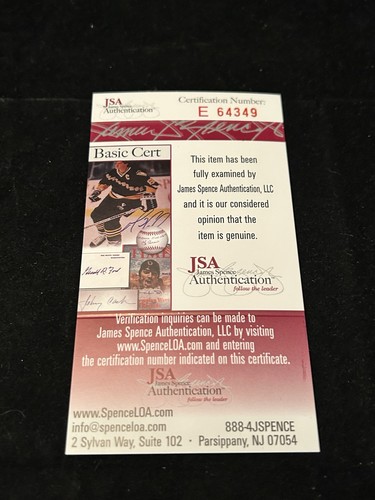 JSA
James Spence
Authentication
Certification Number:
E 64349
James Spence
Basic Cert
This item has been
fully examined by
James Spence Authentication, LLC
and it is our considered
opinion that the
item is genuine.
JSA
James Spence
Authentication
follow the leader
Verification inquiries can be made to
James Spence Authentication, LLC by visiting
www.SpenceLOA.com and entering
the certification number indicated on this certificate.
JSA
James Spence
Authentication
follow the leader
www.SpenceLOA.com
info@spenceloa.com
888-4JSPENCE
2 Sylvan Way, Suite 102 • Parsippany, NJ 07054